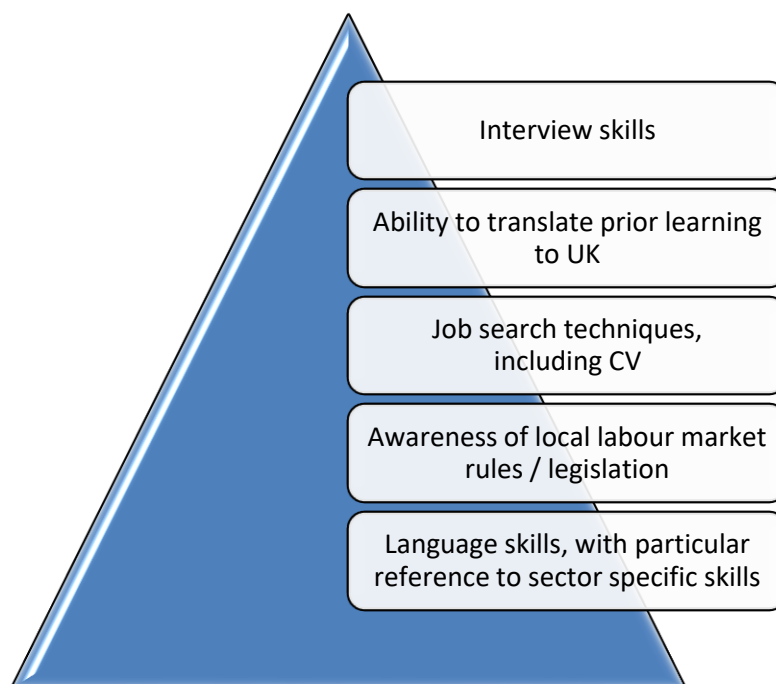 Interview skills
Ability to translate prior learning
to UK
Job search techniques,
including CV
Awareness of local labour market
rules / legislation
Language skills, with particular
reference to sector specific skills